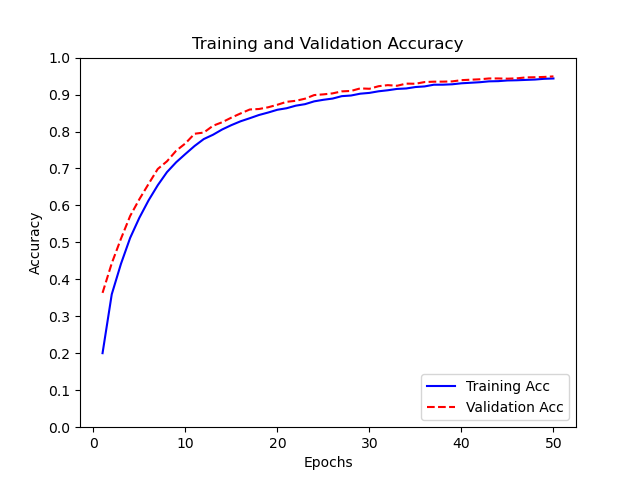 Training and Validation Accuracy
1.0
0.9
0.8
0.7
0.6
0.5
0.4
0.3
0.2
0.1
0.0
Accuracy
Training Acc
Validation Acc
0 10 20 30 40 50
Epochs